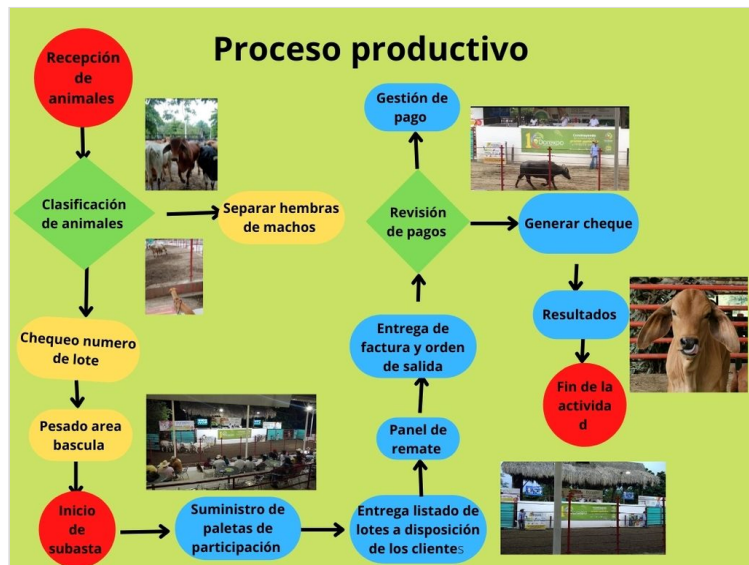 Proceso productivo
Recepción
de
animales
Clasificación
de animales
Separar hembras
de machos
Chequeo numero
de lote
Pesado area
bascula
Inicio
de
subasta
Suministro de
paletas de
participación
Entrega listado de
lotes a disposición
de los clientes
Panel de
remate
Entrega de
factura y orden
de salida
Revisión
de pagos
Gestión de
pago
Generar cheque
Resultados
Fin de la
activida
d